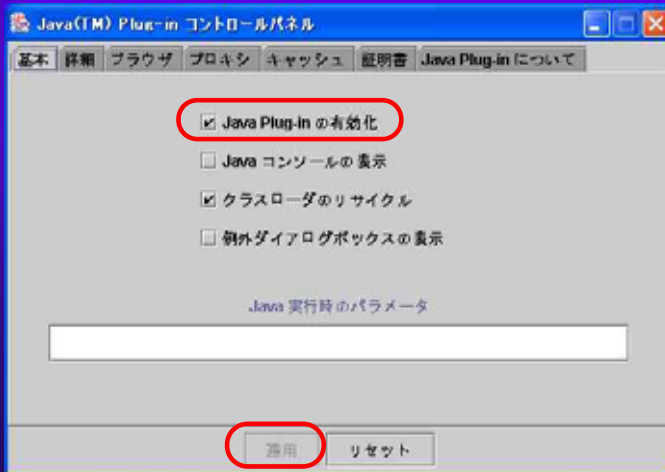 Java(TM) Plug-in コントロールパネル
基本 詳細 ブラウザ プロキシ キャッシュ 証明書 Java Plug-in について
Java Plug-in の有効化
Java コンソールの表示
クラスローダのリサイクル
例外ダイアログボックスの表示
Java 実行時のパラメータ
適用 リセット